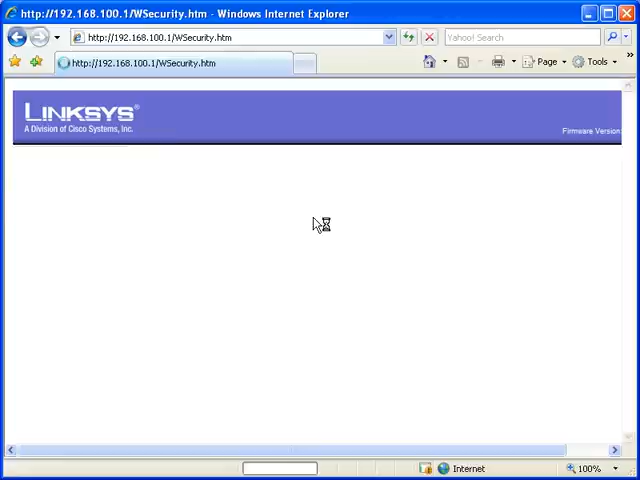 http://192.168.100.1/WSecurity.htm - Windows Internet Explorer
http://192.168.100.1/WSecurity.htm
Yahoo! Search
http://192.168.100.1/WSecurity.htm
Page
Tools
»
LINKSYS®
A Division of Cisco Systems, Inc.
Firmware Version:
Internet
100%